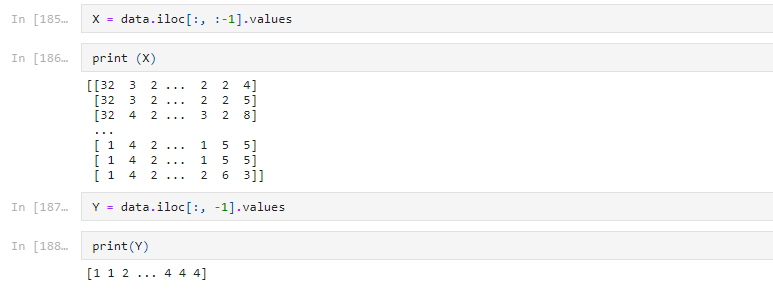 In [185… X = data.iloc[:, :-1].values
In [186… print (X)
[[32 3 2 ... 2 2 4]
[32 3 2 ... 2 2 5]
[32 4 2 ... 3 2 8]
...
[ 1 4 2 ... 1 5 5]
[ 1 4 2 ... 1 5 5]
[ 1 4 2 ... 2 6 3]]
In [187… Y = data.iloc[:, -1].values
In [188… print(Y)
[1 1 2 ... 4 4 4]